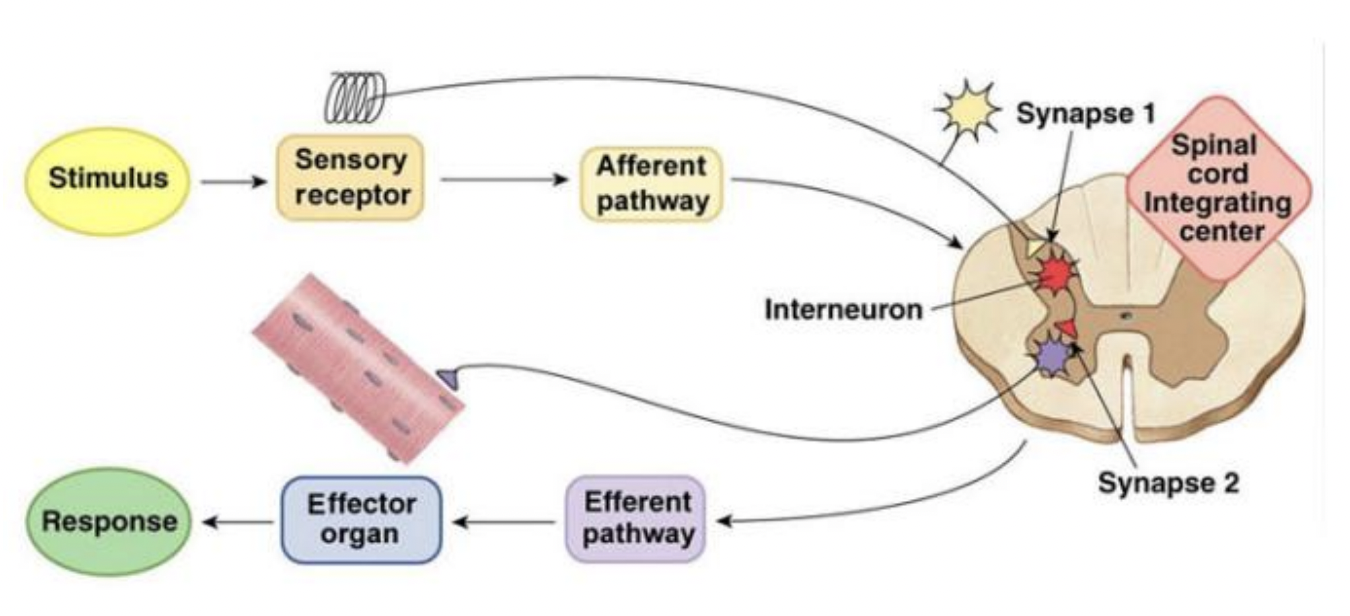 Stimulus
Sensory
receptor
Afferent
pathway
Synapse 1
Spinal
cord
Integrating
center
Interneuron
Synapse 2
Efferent
pathway
Effector
organ
Response